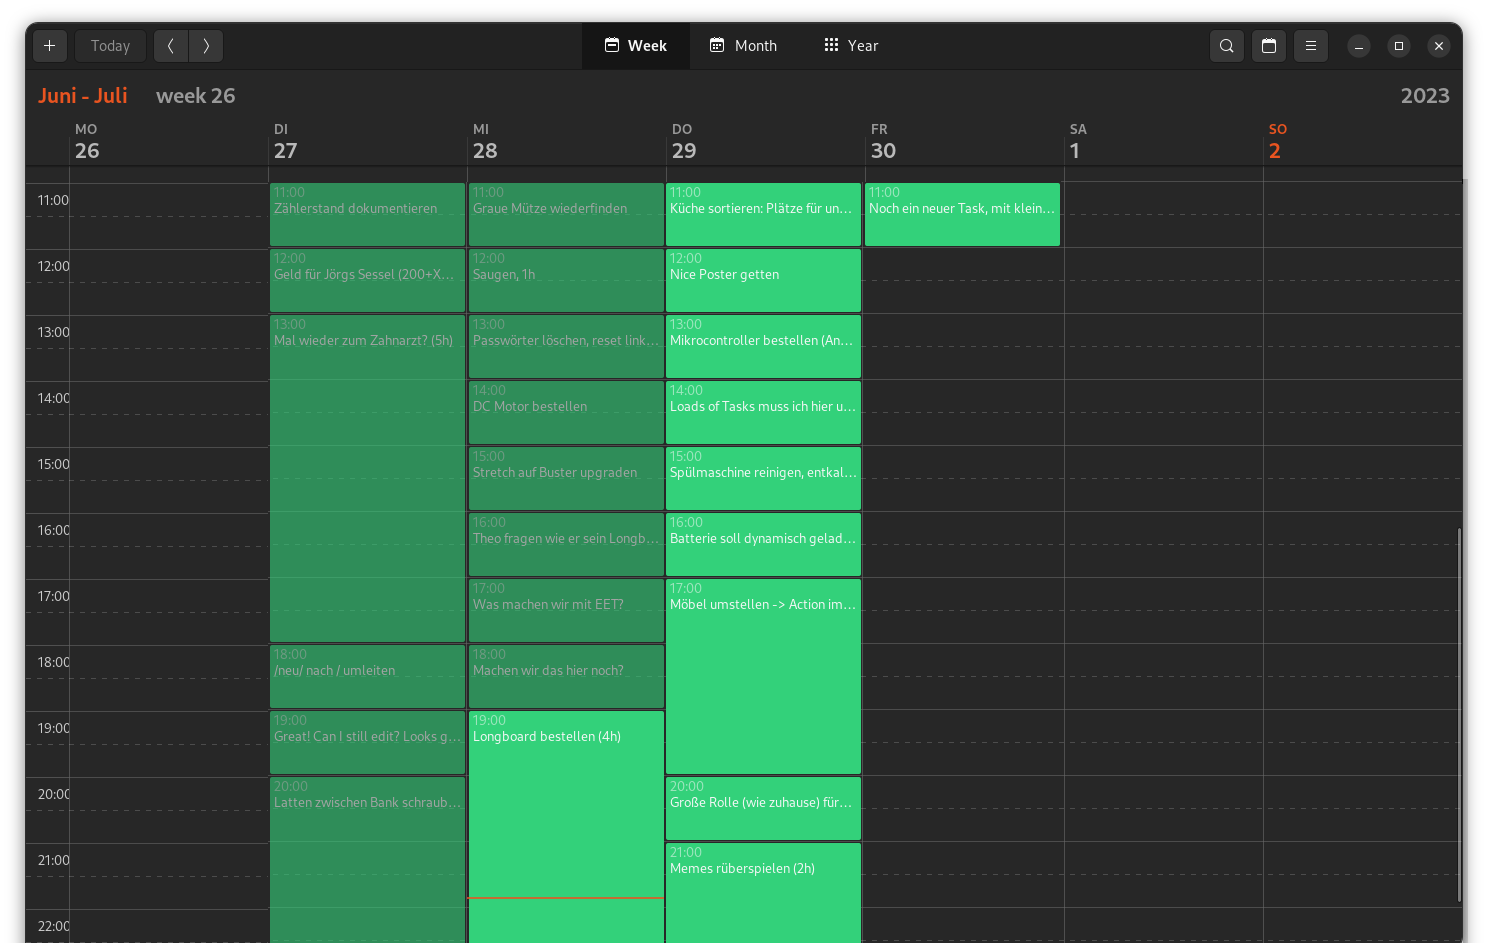 Today
Week
Month
Year
Juni - Juli week 26 2023
MO DI MI DO FR SA SO
26 27 28 29 30 1 2
11:00
12:00
13:00
14:00
15:00
16:00
17:00
18:00
19:00
20:00
21:00
22:00
11:00
Zählerstand dokumentieren
12:00
Geld für Jörgs Sessel (200+X...
13:00
Mal wieder zum Zahnarzt? (5h)
18:00
/neu/ nach / umleiten
19:00
Great! Can I still edit? Looks g...
20:00
Latten zwischen Bank schraub...
11:00
Graue Mütze wiederfinden
12:00
Saugen, 1h
13:00
Passwörter löschen, reset link...
14:00
DC Motor bestellen
15:00
Stretch auf Buster upgraden
16:00
Theo fragen wie er sein Longb...
17:00
Was machen wir mit EET?
18:00
Machen wir das hier noch?
19:00
Longboard bestellen (4h)
11:00
Küche sortieren: Plätze für un...
12:00
Nice Poster getten
13:00
Mikrocontroller bestellen (An...
14:00
Loads of Tasks muss ich hier u...
15:00
Spülmaschine reinigen, entkal...
16:00
Batterie soll dynamisch gelad...
17:00
Möbel umstellen -> Action im...
20:00
Große Rolle (wie zuhause) für...
21:00
Memes rüberspielen (2h)
11:00
Noch ein neuer Task, mit klein...